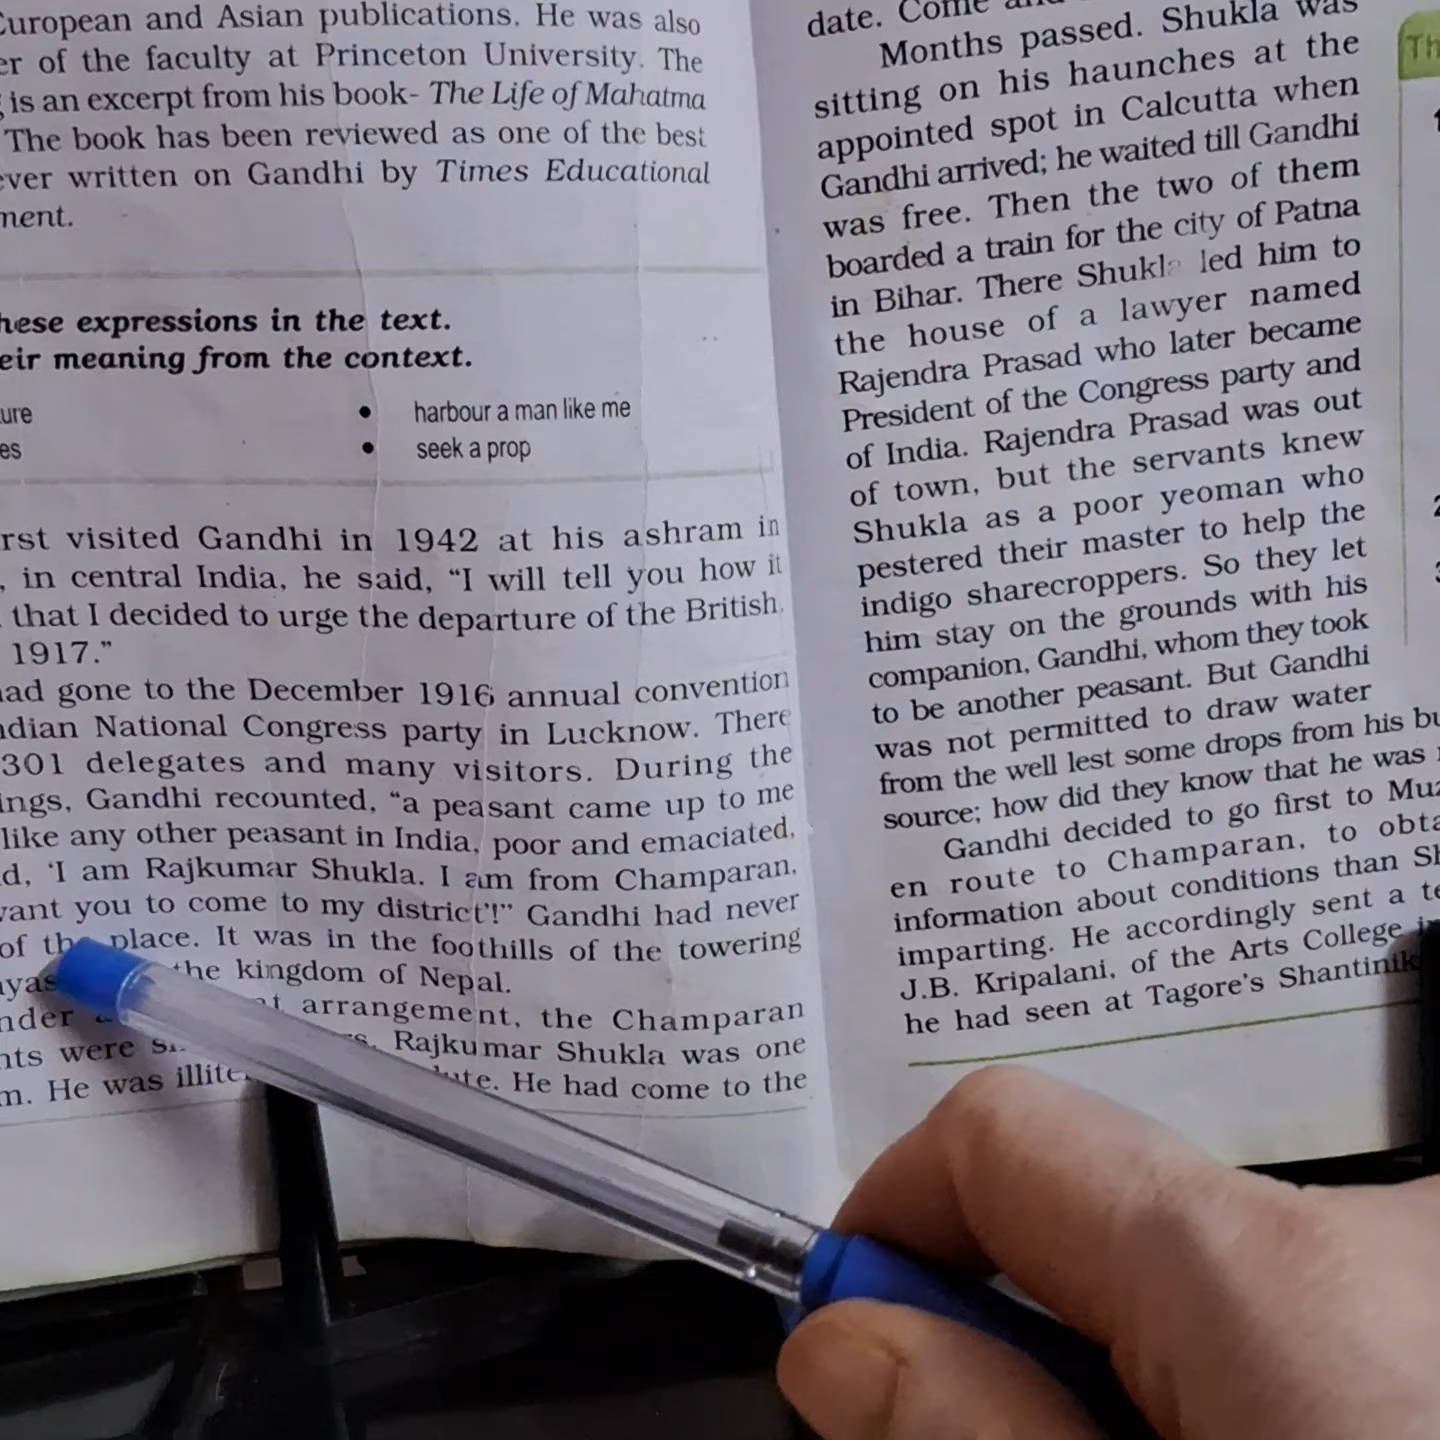 European and Asian publications. He was also
er of the faculty at Princeton University. The
is an excerpt from his book- The Life of Mahatma
The book has been reviewed as one of the best
ever written on Gandhi by Times Educational
ment.
hese expressions in the text.
eir meaning from the context.
ure
• harbour a man like me
es
• seek a prop
rst visited Gandhi in 1942 at his ashram in
, in central India, he said, “I will tell you how it
that I decided to urge the departure of the British.
1917.”
had gone to the December 1916 annual convention
ndian National Congress party in Lucknow. There
301 delegates and many visitors. During the
ings, Gandhi recounted, “a peasant came up to me
like any other peasant in India, poor and emaciated,
d, ‘I am Rajkumar Shukla. I am from Champaran,
want you to come to my district’!” Gandhi had never
of the place. It was in the foothills of the towering
yas the kingdom of Nepal.
nder arrangement, the Champaran
nts were Rajkumar Shukla was one
m. He was He had come to the
date. Come
Months passed. Shukla was
sitting on his haunches at the
appointed spot in Calcutta when
Gandhi arrived; he waited till Gandhi
was free. Then the two of them
boarded a train for the city of Patna
in Bihar. There Shukla led him to
the house of a lawyer named
Rajendra Prasad who later became
President of the Congress party and
of India. Rajendra Prasad was out
of town, but the servants knew
Shukla as a poor yeoman who
pestered their master to help the
indigo sharecroppers. So they let
him stay on the grounds with his
companion, Gandhi, whom they took
to be another peasant. But Gandhi
was not permitted to draw water
from the well lest some drops from his bu
source; how did they know that he was
Gandhi decided to go first to Muz
en route to Champaran, to obta
information about conditions than Sh
imparting. He accordingly sent a te
J.B. Kripalani, of the Arts College
he had seen at Tagore’s Shantinik
Th
2
3